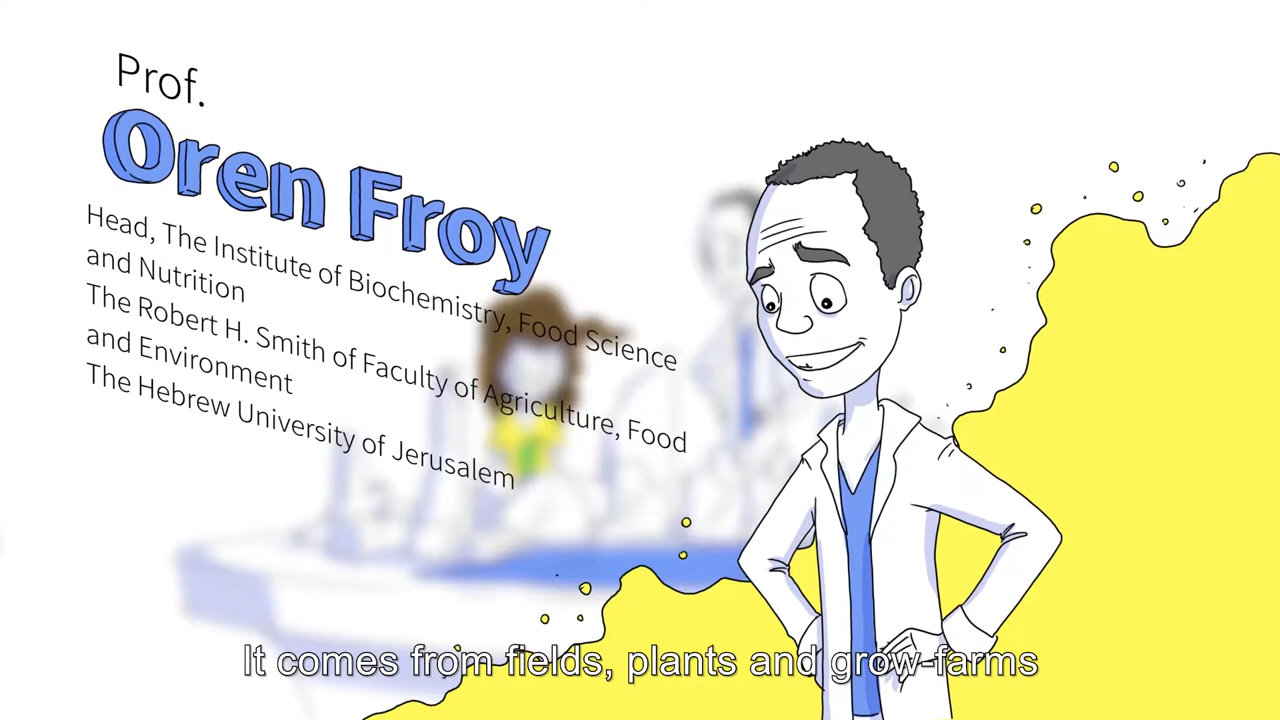 Prof.
Oren Froy
Head, The Institute of Biochemistry, Food Science
and Nutrition
The Robert H. Smith of Faculty of Agriculture, Food
and Environment
The Hebrew University of Jerusalem
It comes from fields, plants and grow-farms